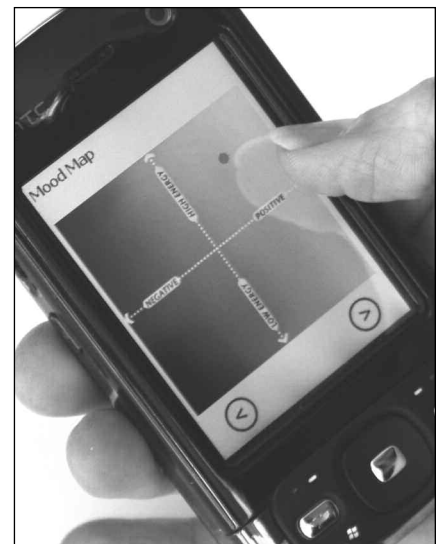 Mood Map
HIGH ENERGY
NEGATIVE
POSITIVE
LOW ENERGY